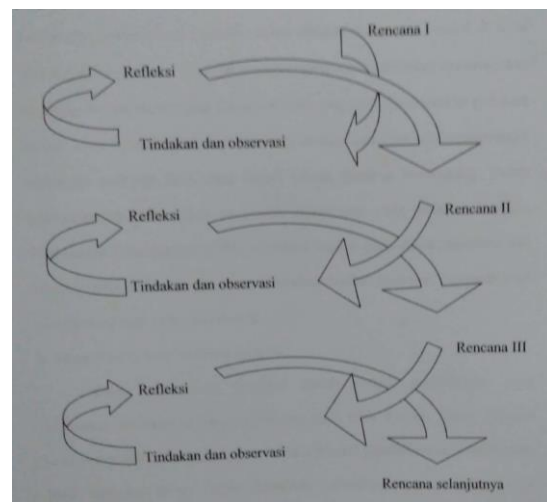 Rencana I
Refleksi
Tindakan dan observasi
Rencana II
Refleksi
Tindakan dan observasi
Rencana III
Refleksi
Tindakan dan observasi
Rencana selanjutnya